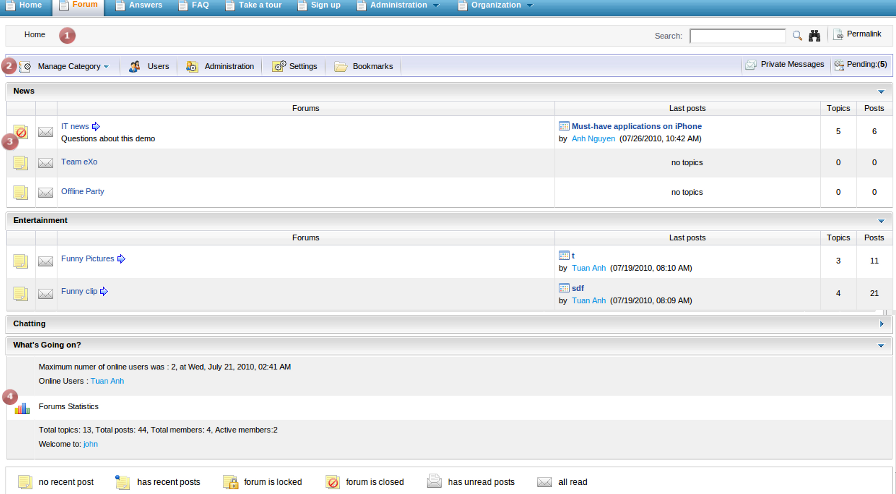 Home Forum Answers FAQ Take a tour Sign up Administration Organization
Home 1 Search: Permalink
2 Manage Category Users Administration Settings Bookmarks Private Messages Pending:(5)
News
Forums Last posts Topics Posts
IT news Must-have applications on iPhone 5 6
Questions about this demo by Anh Nguyen (07/26/2010, 10:42 AM)
3
Team eXo no topics 0 0
Offline Party no topics 0 0
Entertainment
Forums Last posts Topics Posts
Funny Pictures t 3 11
by Tuan Anh (07/19/2010, 08:10 AM)
Funny clip sdf 4 21
by Tuan Anh (07/19/2010, 08:09 AM)
Chatting
What's Going on?
Maximum numer of online users was : 2, at Wed, July 21, 2010, 02:41 AM
Online Users : Tuan Anh
4
Forums Statistics
Total topics: 13, Total posts: 44, Total members: 4, Active members:2
Welcome to: john
no recent post has recent posts forum is locked forum is closed has unread posts all read